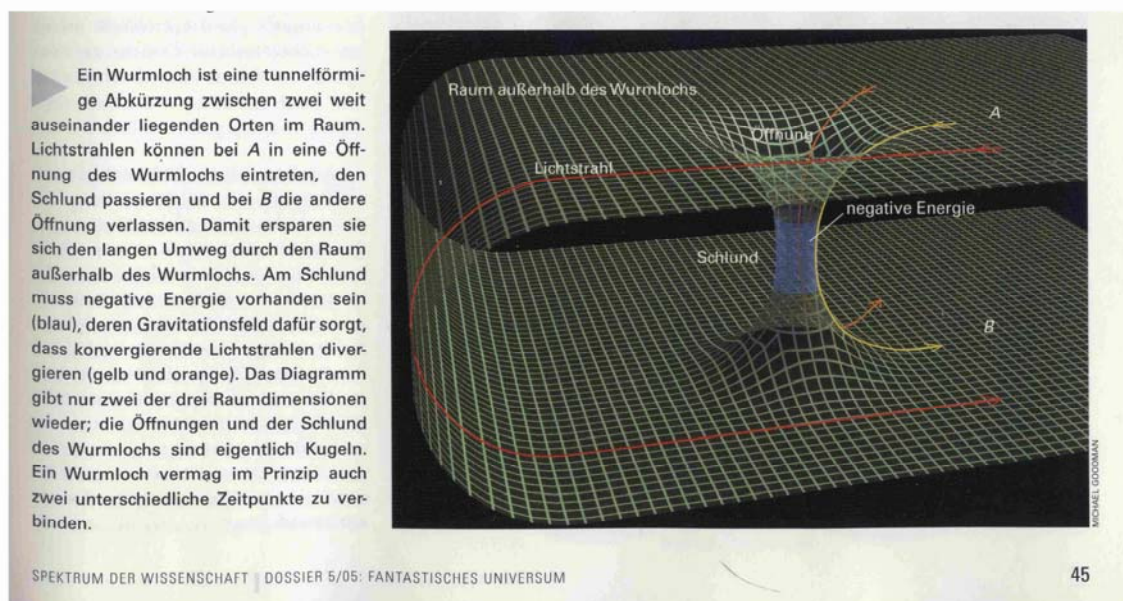 Ein Wurmloch ist eine tunnelförmi-
ge Abkürzung zwischen zwei weit
auseinander liegenden Orten im Raum.
Lichtstrahlen können bei A in eine Öff-
nung des Wurmlochs eintreten, den
Schlund passieren und bei B die andere
Öffnung verlassen. Damit ersparen sie
sich den langen Umweg durch den Raum
außerhalb des Wurmlochs. Am Schlund
muss negative Energie vorhanden sein
(blau), deren Gravitationsfeld dafür sorgt,
dass konvergierende Lichtstrahlen diver-
gieren (gelb und orange). Das Diagramm
gibt nur zwei der drei Raumdimensionen
wieder; die Öffnungen und der Schlund
des Wurmlochs sind eigentlich Kugeln.
Ein Wurmloch vermag im Prinzip auch
zwei unterschiedliche Zeitpunkte zu ver-
binden.
Raum außerhalb des Wurmlochs
Öffnung
A
Lichtstrahl
negative Energie
Schlund
B
MICHAEL GOODMAN
SPEKTRUM DER WISSENSCHAFT | DOSSIER 5/05: FANTASTISCHES UNIVERSUM
45